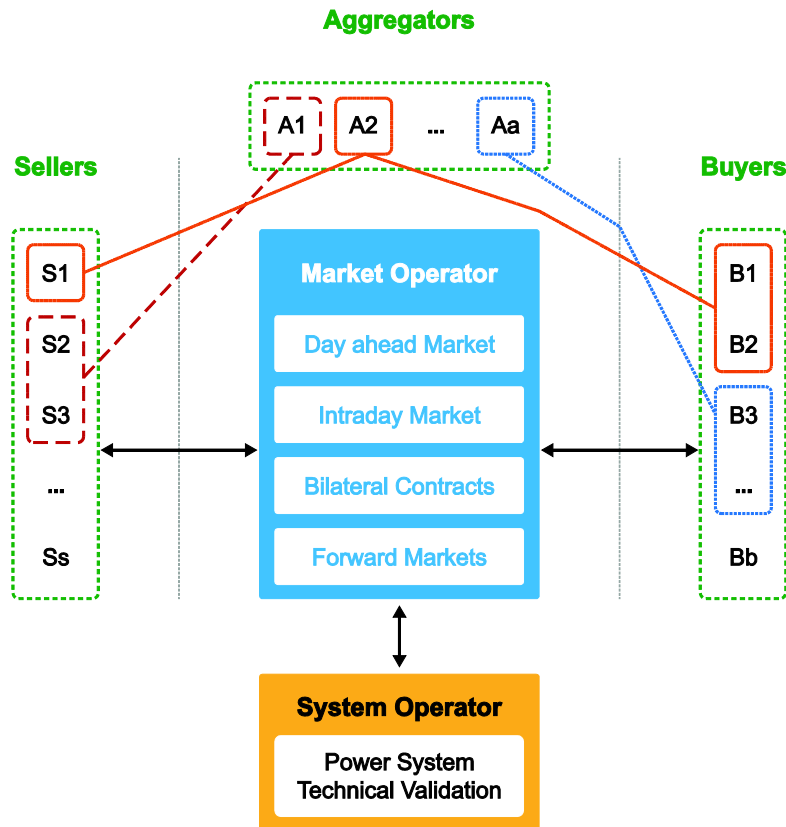 Aggregators
A1 A2 ... Aa
Sellers
Buyers
S1
S2
S3
...
Ss
Market Operator
Day ahead Market
Intraday Market
Bilateral Contracts
Forward Markets
B1
B2
B3
...
Bb
System Operator
Power System
Technical Validation